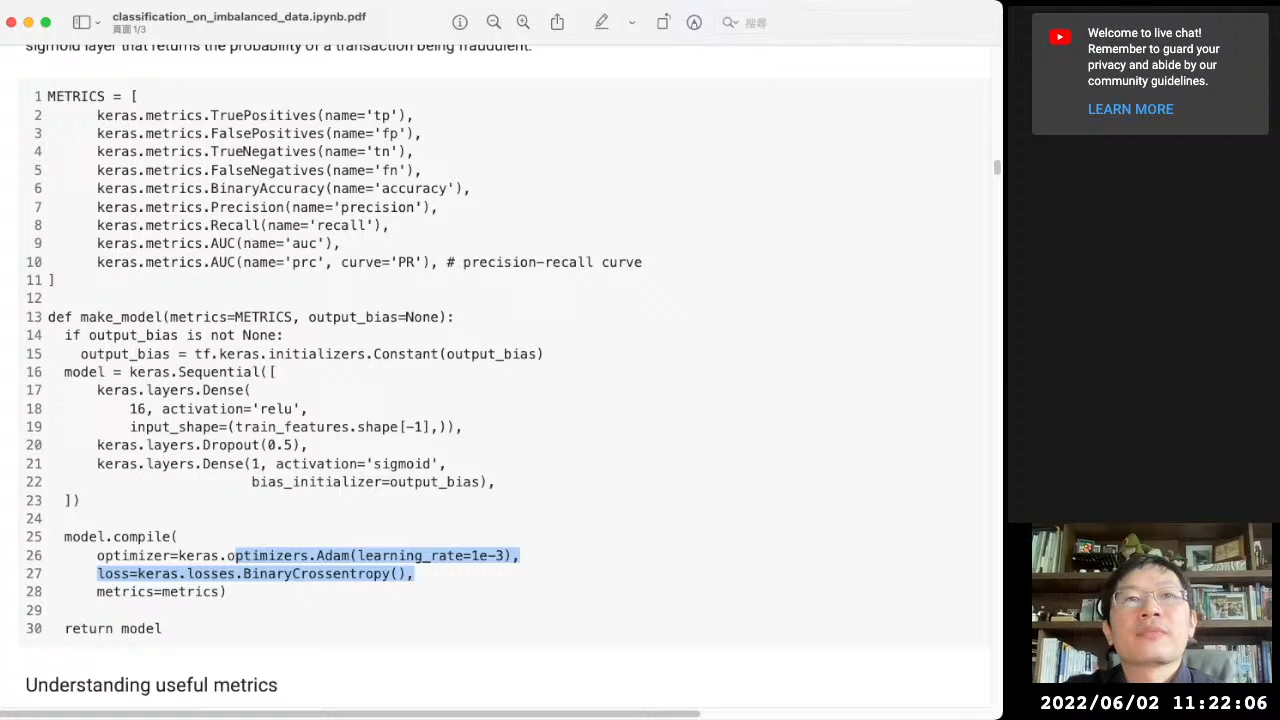 classification_on_imbalanced_data.ipynb.pdf
頁面 1/3
搜尋
sigmoid layer that returns the probability of a transaction being fraudulent.
1 METRICS = [
2 keras.metrics.TruePositives(name='tp'),
3 keras.metrics.FalsePositives(name='fp'),
4 keras.metrics.TrueNegatives(name='tn'),
5 keras.metrics.FalseNegatives(name='fn'),
6 keras.metrics.BinaryAccuracy(name='accuracy'),
7 keras.metrics.Precision(name='precision'),
8 keras.metrics.Recall(name='recall'),
9 keras.metrics.AUC(name='auc'),
10 keras.metrics.AUC(name='prc', curve='PR'), # precision-recall curve
11 ]
12
13 def make_model(metrics=METRICS, output_bias=None):
14 if output_bias is not None:
15 output_bias = tf.keras.initializers.Constant(output_bias)
16 model = keras.Sequential([
17 keras.layers.Dense(
18 16, activation='relu',
19 input_shape=(train_features.shape[-1],)),
20 keras.layers.Dropout(0.5),
21 keras.layers.Dense(1, activation='sigmoid',
22 bias_initializer=output_bias),
23 ])
24
25 model.compile(
26 optimizer=keras.optimizers.Adam(learning_rate=1e-3),
27 loss=keras.losses.BinaryCrossentropy(),
28 metrics=metrics)
29
30 return model
Understanding useful metrics
Welcome to live chat!
Remember to guard your
privacy and abide by our
community guidelines.
LEARN MORE
2022/06/02 11:22:06